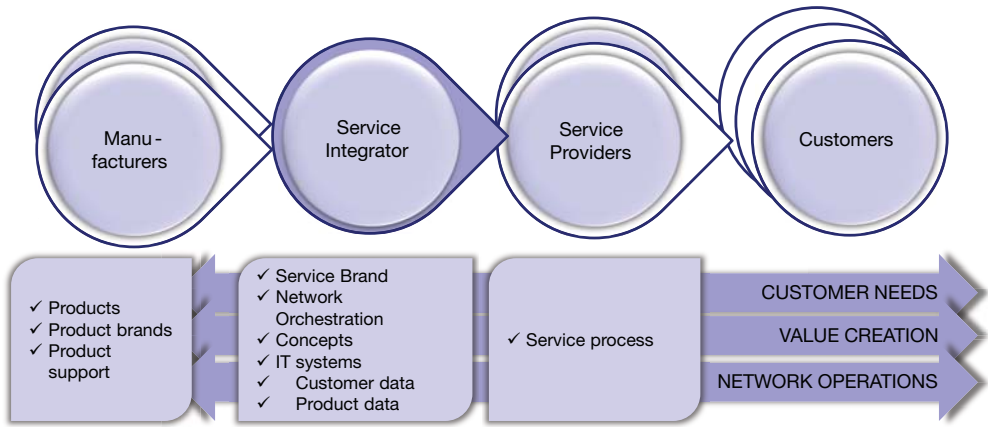 Manu-
facturers
Service
Integrator
Service
Providers
Customers
✓ Products
✓ Product brands
✓ Product
support
✓ Service Brand
✓ Network
Orchestration
✓ Concepts
✓ IT systems
✓ Customer data
✓ Product data
✓ Service process
CUSTOMER NEEDS
VALUE CREATION
NETWORK OPERATIONS